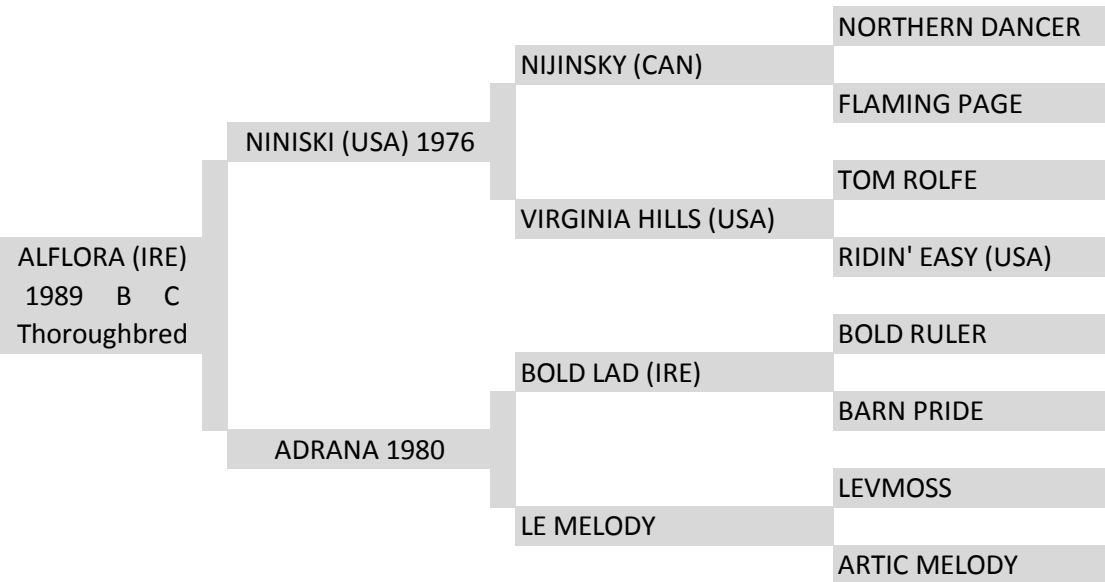 NORTHERN DANCER
NIJINSKY (CAN)
FLAMING PAGE
NINISKI (USA) 1976
TOM ROLFE
VIRGINIA HILLS (USA)
ALFLORA (IRE)
RIDIN' EASY (USA)
1989 B C
Thoroughbred
BOLD RULER
BOLD LAD (IRE)
BARN PRIDE
ADRANA 1980
LEVMOSS
LE MELODY
ARTIC MELODY